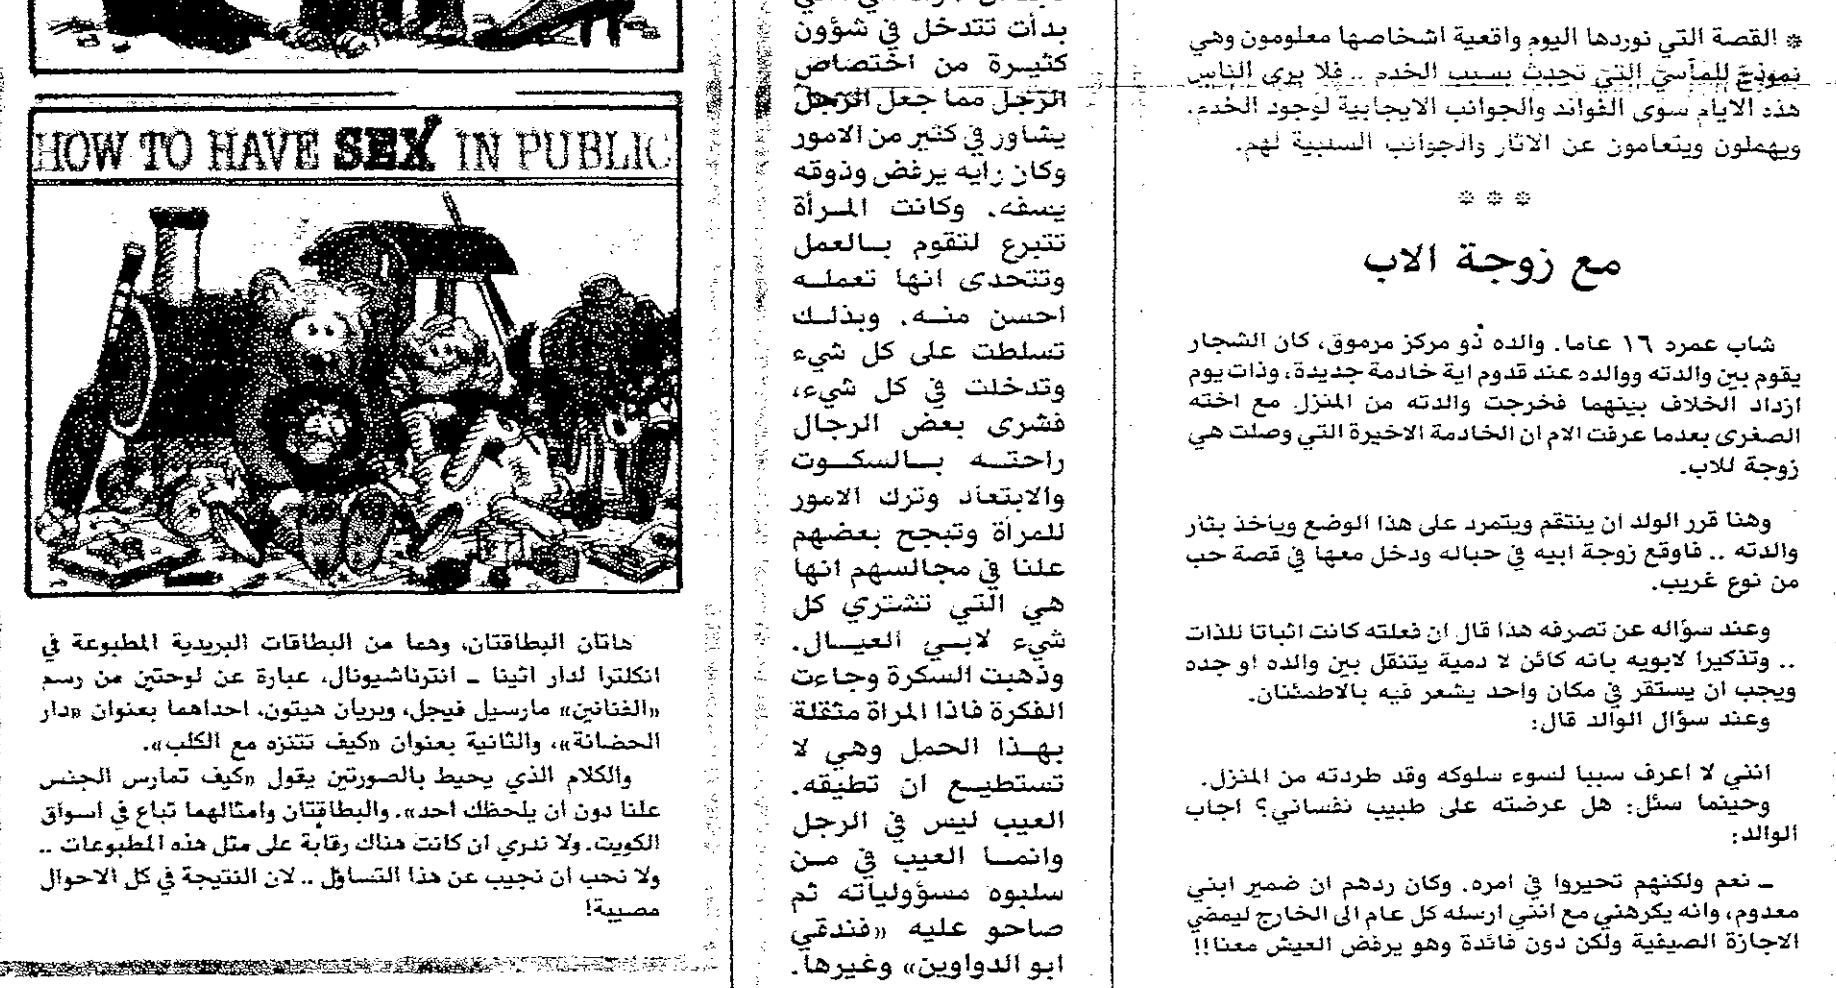 * القصة التي نوردها اليوم واقعية اشخاصها معلومون وهي
نموذج للمآسي التي تحدث بسبب الخدم .. فلا يرى الناس
هذه الايام سوى الفوائد والجوانب الايجابية لوجود الخدم.
ويهملون ويتعامون عن الاثار والجوانب السلبية لهم.
* * *
مع زوجة الاب
شاب عمره ١٦ عاما. والده ذو مركز مرموق، كان الشجار
يقوم بين والدته ووالده عند قدوم اية خادمة جديدة، وذات يوم
ازداد الخلاف بينهما فخرجت والدته من المنزل مع اخته
الصغرى بعدما عرفت الام ان الخادمة الاخيرة التي وصلت هي
زوجة للاب.
وهنا قرر الولد ان ينتقم ويتمرد على هذا الوضع ويأخذ بثأر
والدته .. فاوقع زوجة ابيه في حباله ودخل معها في قصة حب
من نوع غريب.
وعند سؤاله عن تصرفه هذا قال ان فعلته كانت اثباتا للذات
.. وتذكيرا لابويه بانه كائن لا دمية يتنقل بين والده او جده
ويجب ان يستقر في مكان واحد يشعر فيه بالاطمئنان.
وعند سؤال الوالد قال:
انني لا اعرف سببا لسوء سلوكه وقد طردته من المنزل.
وحينما سئل: هل عرضته على طبيب نفساني؟ اجاب
الوالد:
ـ نعم ولكنهم تحيروا في امره. وكان ردهم ان ضمير ابني
معدوم، وانه يكرهني مع انني ارسله كل عام الى الخارج ليمضي
الاجازة الصيفية ولكن دون فائدة وهو يرفض العيش معنا!!
بدأت تتدخل في شؤون
كثيرة من اختصاص
الرجل مما جعل الرجل
يشاور في كثير من الامور
وكان رايه يرفض وذوقه
يسفه. وكانت المرأة
تتبرع لتقوم بالعمل
وتتحدى انها تعمله
احسن منه. وبذلك
تسلطت على كل شيء
وتدخلت في كل شيء،
فشرى بعض الرجال
راحته بالسكوت
والابتعاد وترك الامور
للمرأة وتبجح بعضهم
علنا في مجالسهم انها
هي التي تشتري كل
شيء لابي العيال.
وذهبت السكرة وجاءت
الفكرة فاذا المرأة مثقلة
بهذا الحمل وهي لا
تستطيع ان تطيقه.
العيب ليس في الرجل
وانما العيب في من
سلبوه مسؤولياته ثم
صاحو عليه «فندقي
ابو الدواوين» وغيرها.
HOW TO HAVE SEX IN PUBLIC
هاتان البطاقتان، وهما من البطاقات البريدية المطبوعة في
انكلترا لدار اثينا ـ انترناشيونال، عبارة عن لوحتين من رسم
«الفنانين» مارسيل فيجل، وبريان هيتون، احداهما بعنوان «دار
الحضانة»، والثانية بعنوان «كيف تتنزه مع الكلب».
والكلام الذي يحيط بالصورتين يقول «كيف تمارس الجنس
علنا دون ان يلحظك احد». والبطاقتان وامثالهما تباع في اسواق
الكويت. ولا ندري ان كانت هناك رقابة على مثل هذه المطبوعات ..
ولا نحب ان نجيب عن هذا التساؤل .. لان النتيجة في كل الاحوال
مصيبة!